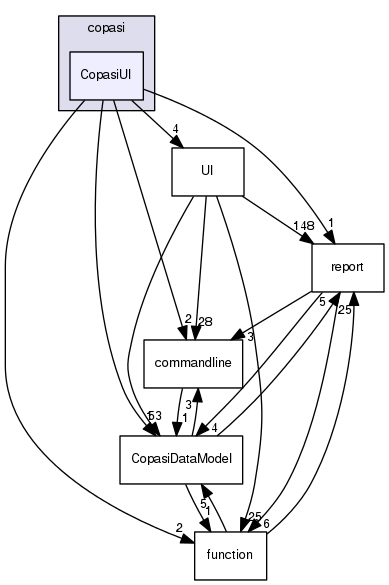 copasi
CopasiUI
4
UI
148
1
report
2
28
3
5
25
commandline
153
1
3
4
CopasiDataModel
5
1
25
2
6
function